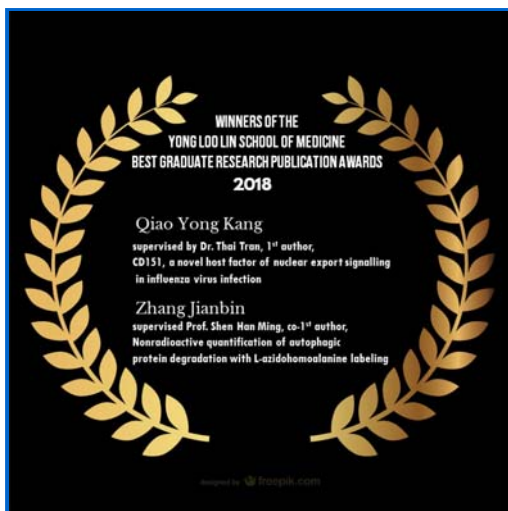 WINNERS OF THE
YONG LOO LIN SCHOOL OF MEDICINE
BEST GRADUATE RESEARCH PUBLICATION AWARDS
2018
Qiao Yong Kang
supervised by Dr. Thai Tran, 1st author,
CD151, a novel host factor of nuclear export signalling
in influenza virus infection
Zhang Jianbin
supervised Prof. Shen Han Ming, co-1st author,
Nonradioactive quantification of autophagic
protein degradation with L-azidohomoalanine labeling
designed by freepik.com